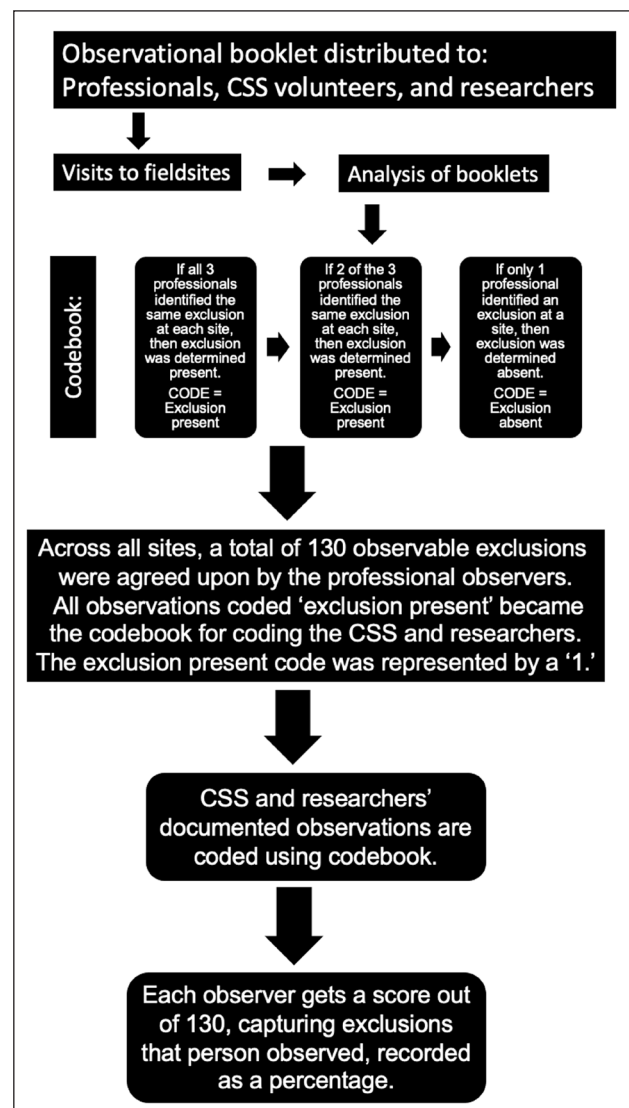 Observational booklet distributed to:
Professionals, CSS volunteers, and researchers
Visits to fieldsites
Analysis of booklets
Codebook:
If all 3
professionals
identified the
same exclusion
at each site,
then exclusion
was determined
present.
CODE =
Exclusion
present
If 2 of the 3
professionals
identified the
same exclusion
at each site,
then exclusion
was determined
present.
CODE =
Exclusion
present
If only 1
professional
identified an
exclusion at a
site, then
exclusion was
determined
absent.
CODE =
Exclusion
absent
Across all sites, a total of 130 observable exclusions
were agreed upon by the professional observers.
All observations coded ‘exclusion present’ became
the codebook for coding the CSS and researchers.
The exclusion present code was represented by a ‘1.’
CSS and researchers’
documented observations are
coded using codebook.
Each observer gets a score out
of 130, capturing exclusions
that person observed, recorded
as a percentage.